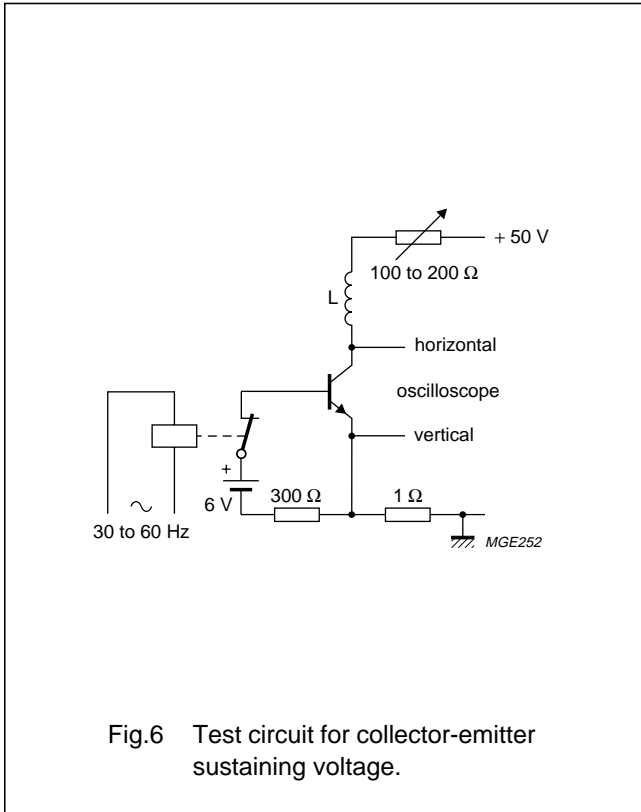 + 50 V
100 to 200 Ω
L
horizontal
oscilloscope
vertical
+
6 V
300 Ω
1 Ω
30 to 60 Hz
MGE252
Fig.6 Test circuit for collector-emitter
sustaining voltage.